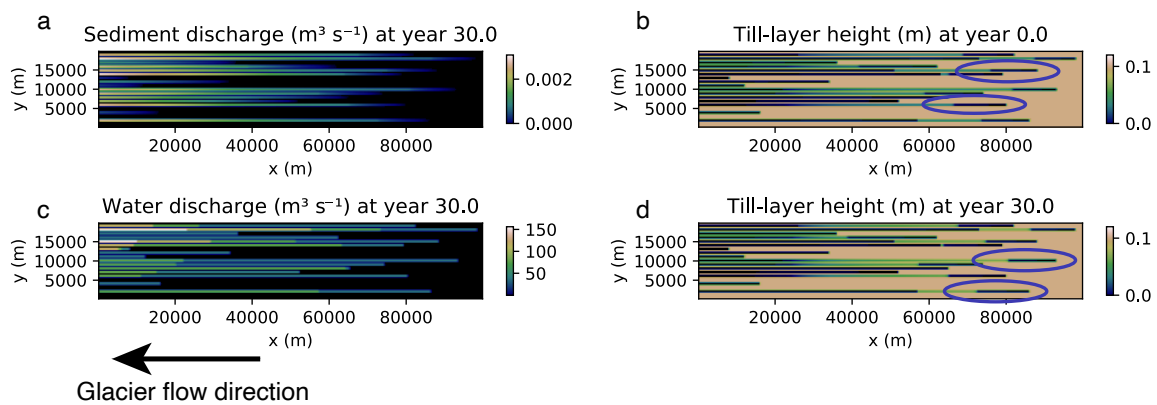 a
Sediment discharge (m³ s⁻¹) at year 30.0
y (m)
15000
10000
5000
20000 40000 60000 80000
x (m)
0.002
0.000
b
Till-layer height (m) at year 0.0
y (m)
15000
10000
5000
20000 40000 60000 80000
x (m)
0.1
0.0
c
Water discharge (m³ s⁻¹) at year 30.0
y (m)
15000
10000
5000
20000 40000 60000 80000
x (m)
150
100
50
d
Till-layer height (m) at year 30.0
y (m)
15000
10000
5000
20000 40000 60000 80000
x (m)
0.1
0.0
Glacier flow direction